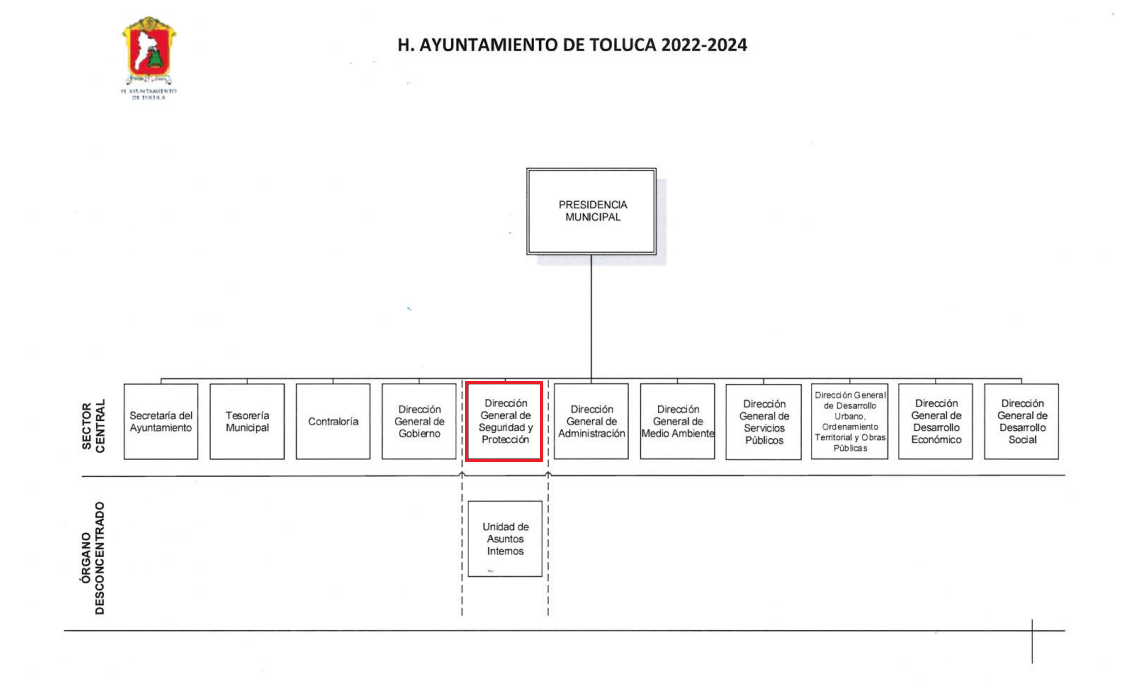 H. AYUNTAMIENTO
DE TOLUCA
H. AYUNTAMIENTO DE TOLUCA 2022-2024
PRESIDENCIA
MUNICIPAL
SECTOR
CENTRAL
Secretaría del
Ayuntamiento
Tesorería
Municipal
Contraloría
Dirección
General de
Gobierno
Dirección
General de
Seguridad y
Protección
Dirección
General de
Administración
Dirección
General de
Medio Ambiente
Dirección
General de
Servicios
Públicos
Dirección General
de Desarrollo
Urbano,
Ordenamiento
Territorial y Obras
Públicas
Dirección
General de
Desarrollo
Económico
Dirección
General de
Desarrollo
Social
ÓRGANO
DESCONCENTRADO
Unidad de
Asuntos
Internos